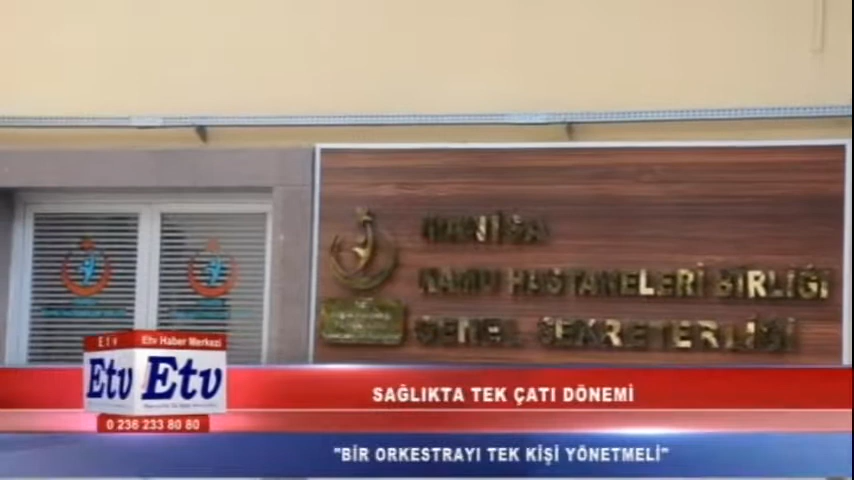 MANİSA
KAMU HASTANELERİ BİRLİĞİ
GENEL SEKRETERLİĞİ
ETV
Etv Haber Merkezi
Etv
Etv
0 236 233 80 80
SAĞLIKTA TEK ÇATI DÖNEMİ
"BİR ORKESTRAYI TEK KİŞİ YÖNETMELİ"